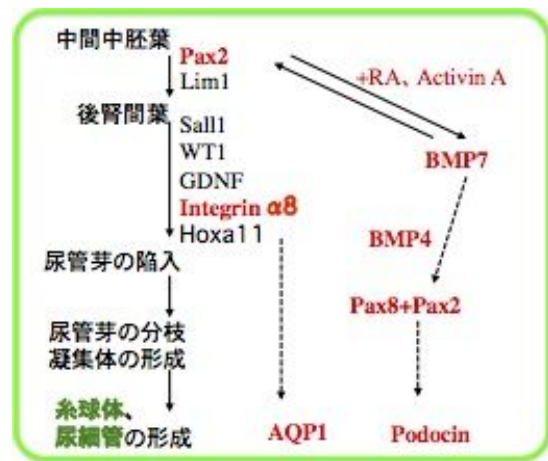 中間中胚葉
Pax2
Lim1
+RA、Activin A
後腎間葉
Sall1
WT1
GDNF
Integrin α8
Hoxa11
BMP7
BMP4
尿管芽の陥入
Pax8+Pax2
尿管芽の分枝
凝集体の形成
糸球体、
尿細管の形成
AQP1
Podocin